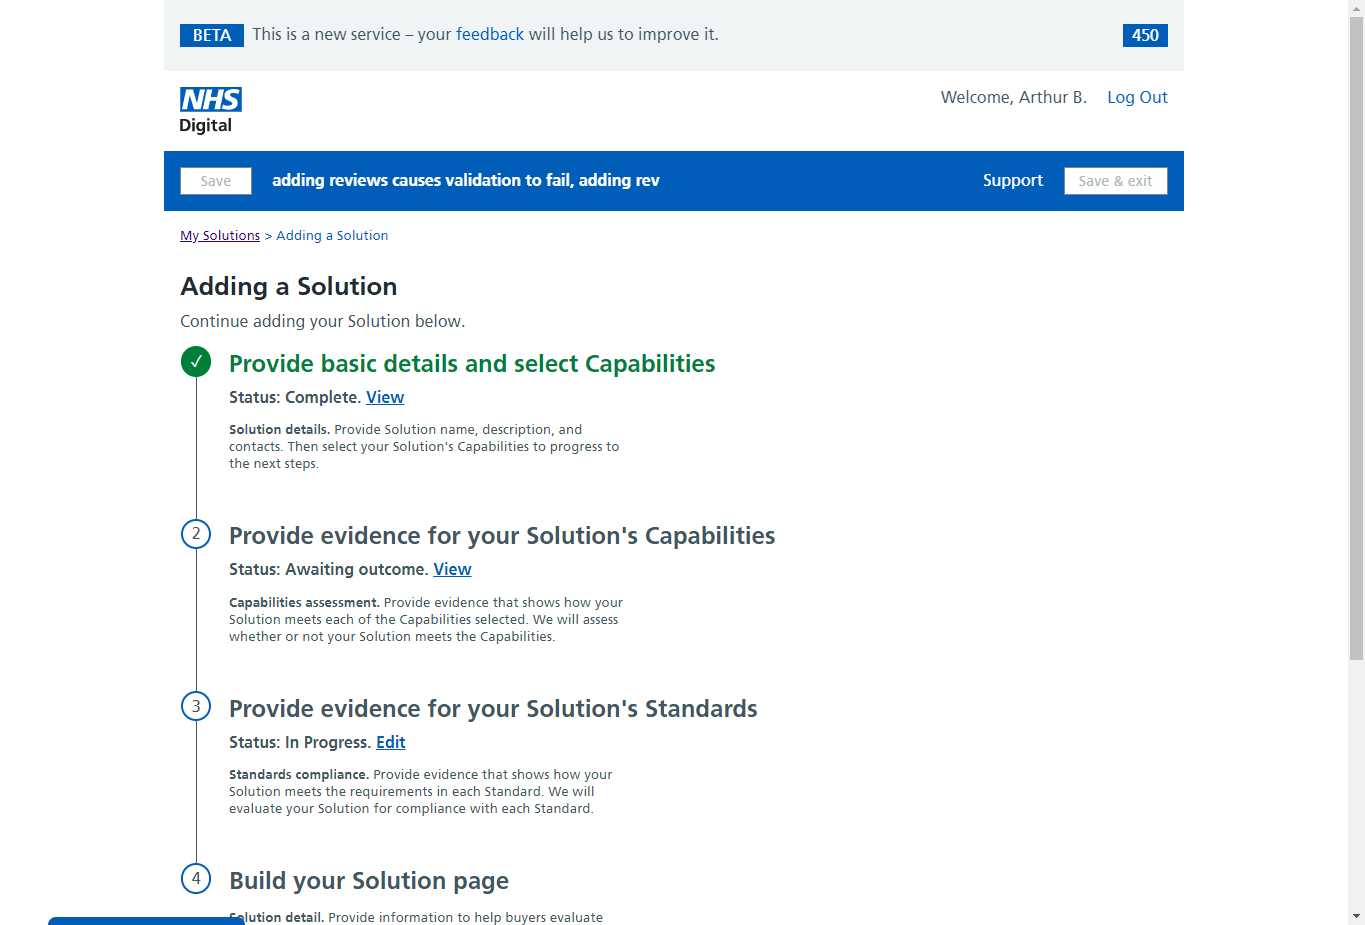 BETA This is a new service – your feedback will help us to improve it. 450
NHS
Digital
Welcome, Arthur B. Log Out
Save adding reviews causes validation to fail, adding rev Support Save & exit
My Solutions > Adding a Solution
Adding a Solution
Continue adding your Solution below.
✓ Provide basic details and select Capabilities
Status: Complete. View
Solution details. Provide Solution name, description, and
contacts. Then select your Solution's Capabilities to progress to
the next steps.
2 Provide evidence for your Solution's Capabilities
Status: Awaiting outcome. View
Capabilities assessment. Provide evidence that shows how your
Solution meets each of the Capabilities selected. We will assess
whether or not your Solution meets the Capabilities.
3 Provide evidence for your Solution's Standards
Status: In Progress. Edit
Standards compliance. Provide evidence that shows how your
Solution meets the requirements in each Standard. We will
evaluate your Solution for compliance with each Standard.
4 Build your Solution page
Solution detail. Provide information to help buyers evaluate